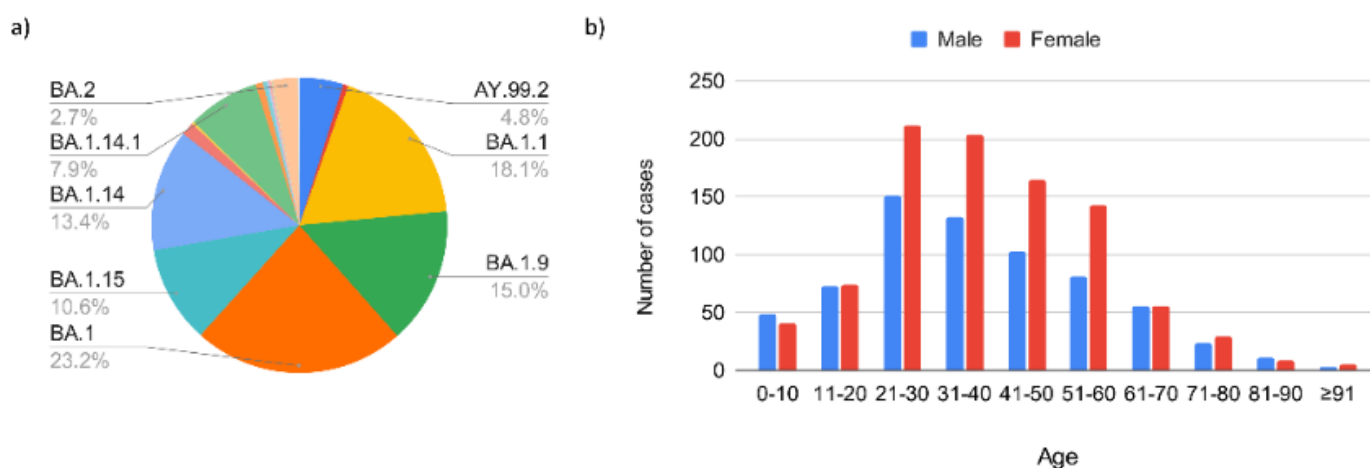 a)
BA.2
2.7%
BA.1.14.1
7.9%
BA.1.14
13.4%
BA.1.15
10.6%
BA.1
23.2%
AY.99.2
4.8%
BA.1.1
18.1%
BA.1.9
15.0%
b)
Male Female
Number of cases
250
200
150
100
50
0
0-10 11-20 21-30 31-40 41-50 51-60 61-70 71-80 81-90 ≥91
Age